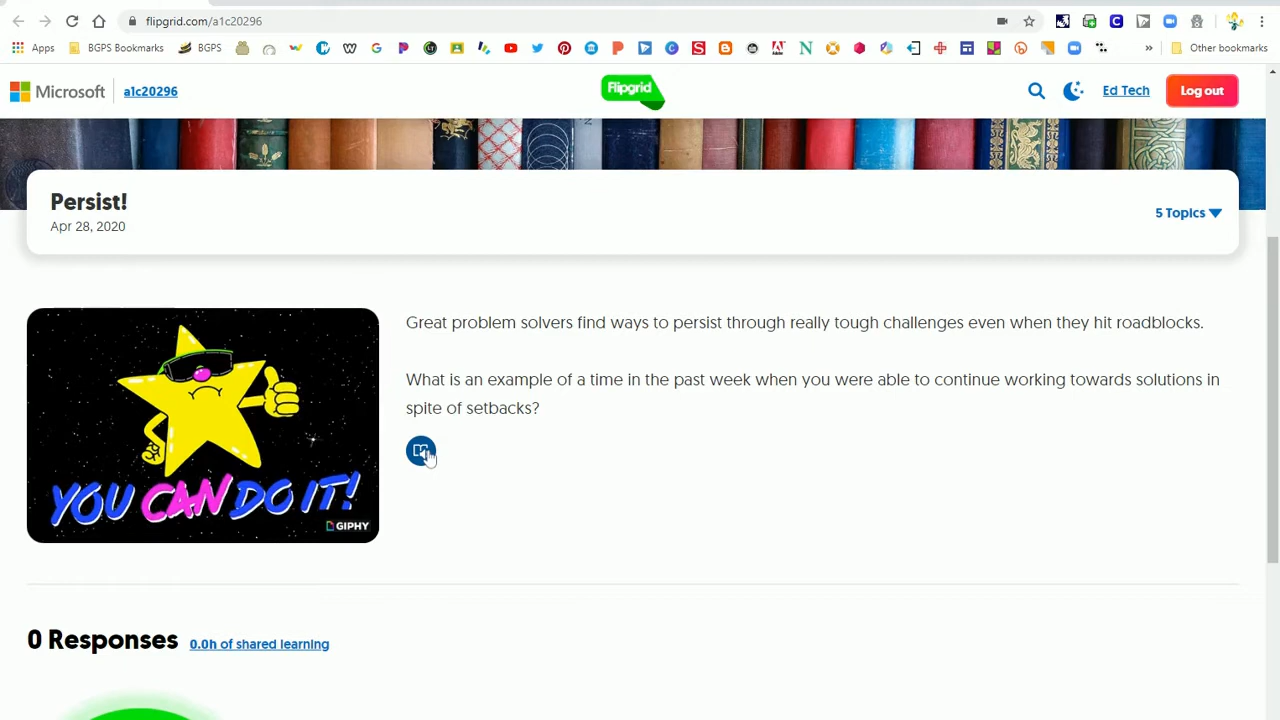 flipgrid.com/a1c20296
Apps BGPS Bookmarks BGPS Other bookmarks
Microsoft a1c20296 Flipgrid Ed Tech Log out
Persist!
Apr 28, 2020
5 Topics
Great problem solvers find ways to persist through really tough challenges even when they hit roadblocks.
What is an example of a time in the past week when you were able to continue working towards solutions in
spite of setbacks?
YOU CAN DO IT!
GIPHY
0 Responses 0.0h of shared learning